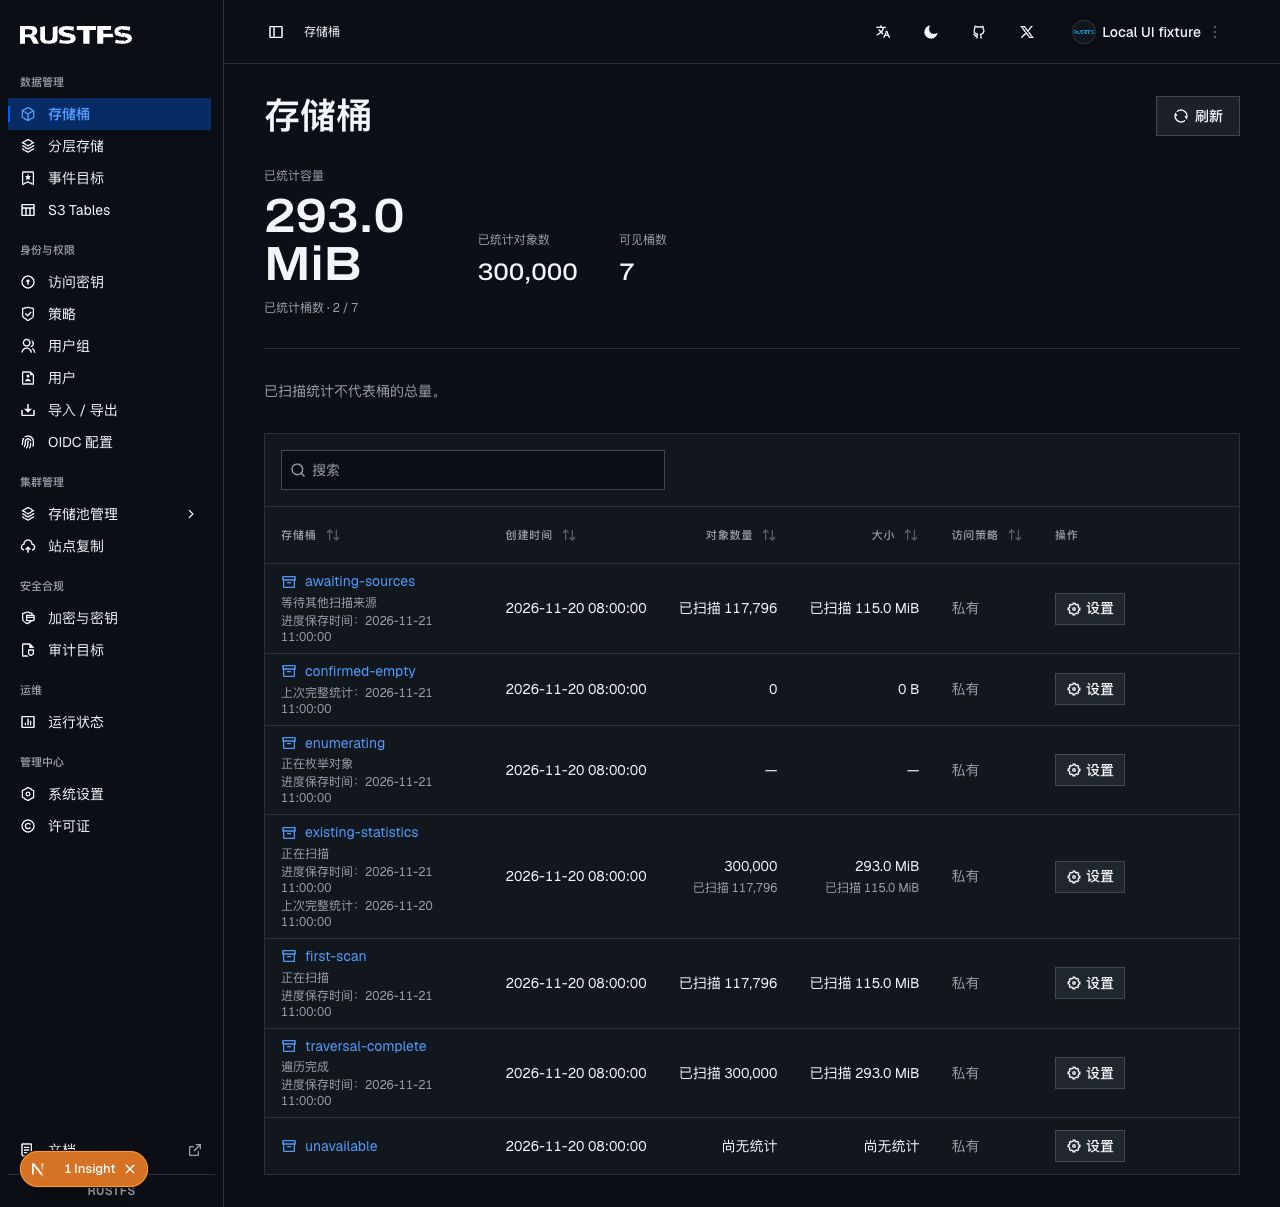 RUSTFS
存储桶
Local UI fixture
数据管理
存储桶
分层存储
事件目标
S3 Tables
身份与权限
访问密钥
策略
用户组
用户
导入 / 导出
OIDC 配置
集群管理
存储池管理
站点复制
安全合规
加密与密钥
审计目标
运维
运行状态
管理中心
系统设置
许可证
文档
1 Insight
RUSTFS
存储桶
刷新
已统计容量
293.0
MiB
已统计桶数 · 2 / 7
已统计对象数
300,000
可见桶数
7
已扫描统计不代表桶的总量。
搜索
存储桶 创建时间 对象数量 大小 访问策略 操作
awaiting-sources
等待其他扫描来源
进度保存时间：2026-11-21
11:00:00
2026-11-20 08:00:00 已扫描 117,796 已扫描 115.0 MiB 私有 设置
confirmed-empty
上次完整统计：2026-11-21
11:00:00
2026-11-20 08:00:00 0 0 B 私有 设置
enumerating
正在枚举对象
进度保存时间：2026-11-21
11:00:00
2026-11-20 08:00:00 — — 私有 设置
existing-statistics
正在扫描
进度保存时间：2026-11-21
11:00:00
上次完整统计：2026-11-20
11:00:00
2026-11-20 08:00:00 300,000 293.0 MiB 私有 设置
已扫描 117,796 已扫描 115.0 MiB
first-scan
正在扫描
进度保存时间：2026-11-21
11:00:00
2026-11-20 08:00:00 已扫描 117,796 已扫描 115.0 MiB 私有 设置
traversal-complete
遍历完成
进度保存时间：2026-11-21
11:00:00
2026-11-20 08:00:00 已扫描 300,000 已扫描 293.0 MiB 私有 设置
unavailable 2026-11-20 08:00:00 尚无统计 尚无统计 私有 设置